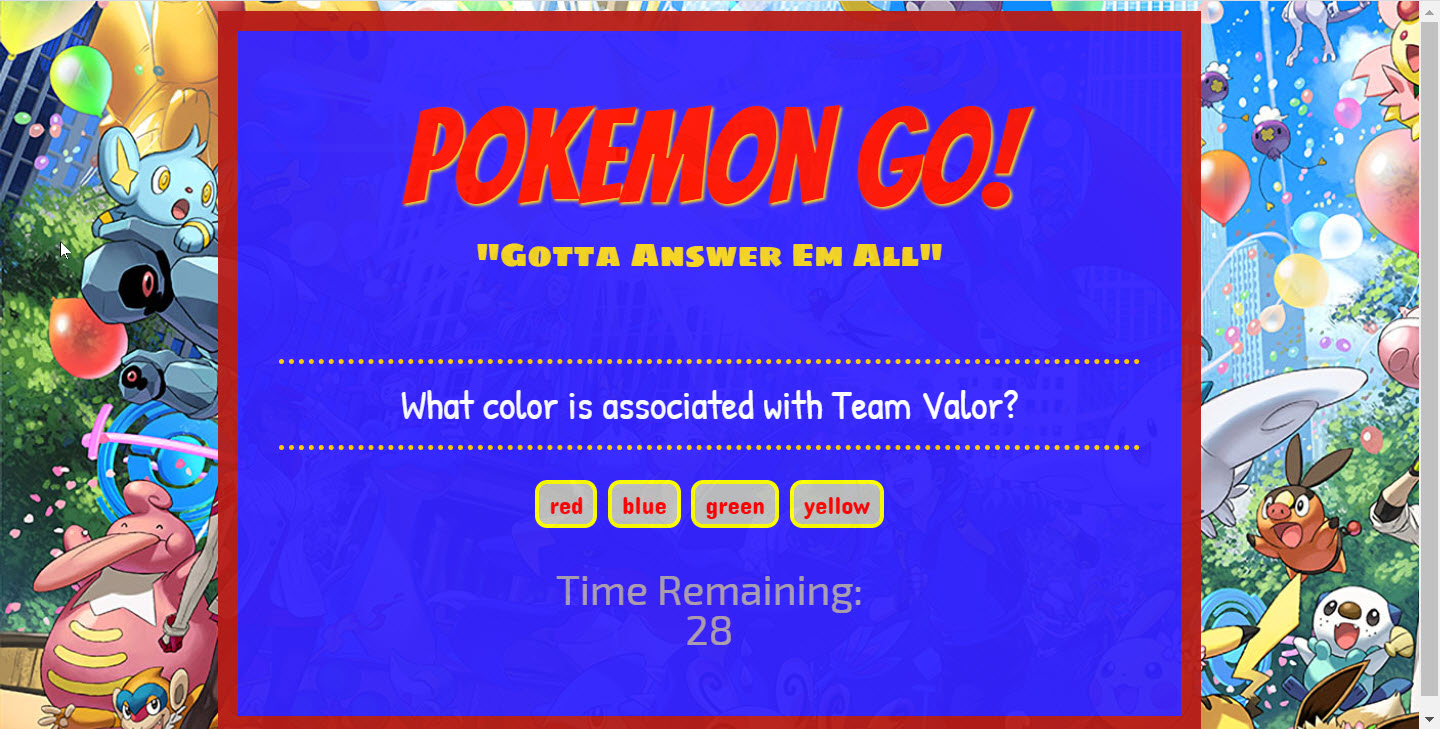 POKEMON GO!
"Gotta Answer Em All"
What color is associated with Team Valor?
red blue green yellow
Time Remaining:
28